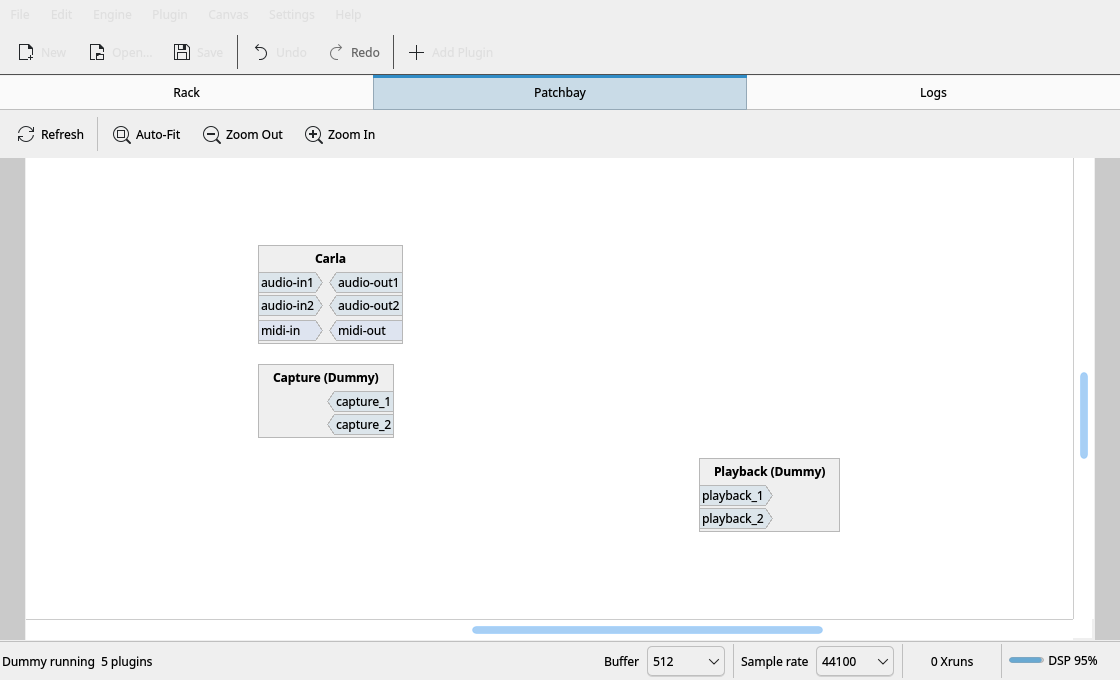 File Edit Engine Plugin Canvas Settings Help
New Open... Save Undo Redo Add Plugin
Rack Patchbay Logs
Refresh Auto-Fit Zoom Out Zoom In
Carla
audio-in1 audio-out1
audio-in2 audio-out2
midi-in midi-out
Capture (Dummy)
capture_1
capture_2
Playback (Dummy)
playback_1
playback_2
Dummy running 5 plugins Buffer 512 Sample rate 44100 0 Xruns DSP 95%